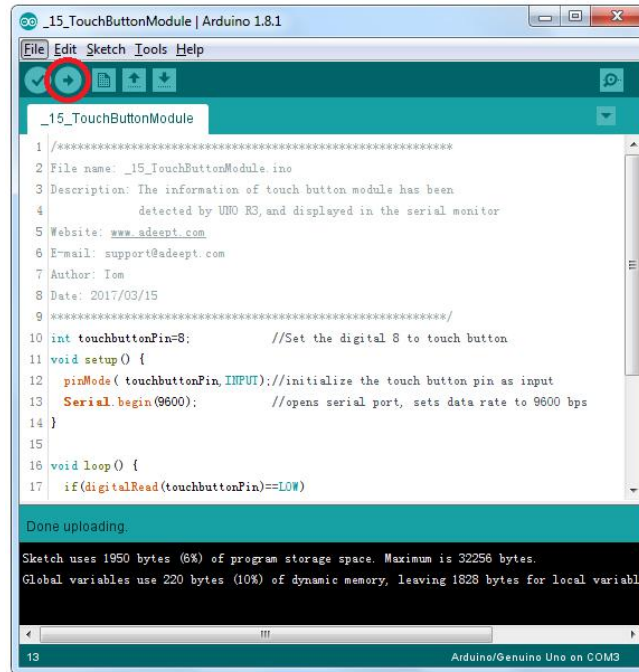 _15_TouchButtonModule | Arduino 1.8.1
File Edit Sketch Tools Help
_15_TouchButtonModule
1 /************************************************************
2 File name: _15_TouchButtonModule.ino
3 Description: The information of touch button module has been
4 detected by UNO R3,and displayed in the serial monitor
5 Website: www.adeept.com
6 E-mail: support@adeept.com
7 Author: Tom
8 Date: 2017/03/15
9 ************************************************************/
10 int touchbuttonPin=8; //Set the digital 8 to touch button
11 void setup() {
12 pinMode( touchbuttonPin,INPUT);//initialize the touch button pin as input
13 Serial.begin(9600); //opens serial port, sets data rate to 9600 bps
14 }
15
16 void loop() {
17 if(digitalRead(touchbuttonPin)==LOW)
Done uploading.
Sketch uses 1950 bytes (6%) of program storage space. Maximum is 32256 bytes.
Global variables use 220 bytes (10%) of dynamic memory, leaving 1828 bytes for local variabl
13 Arduino/Genuino Uno on COM3